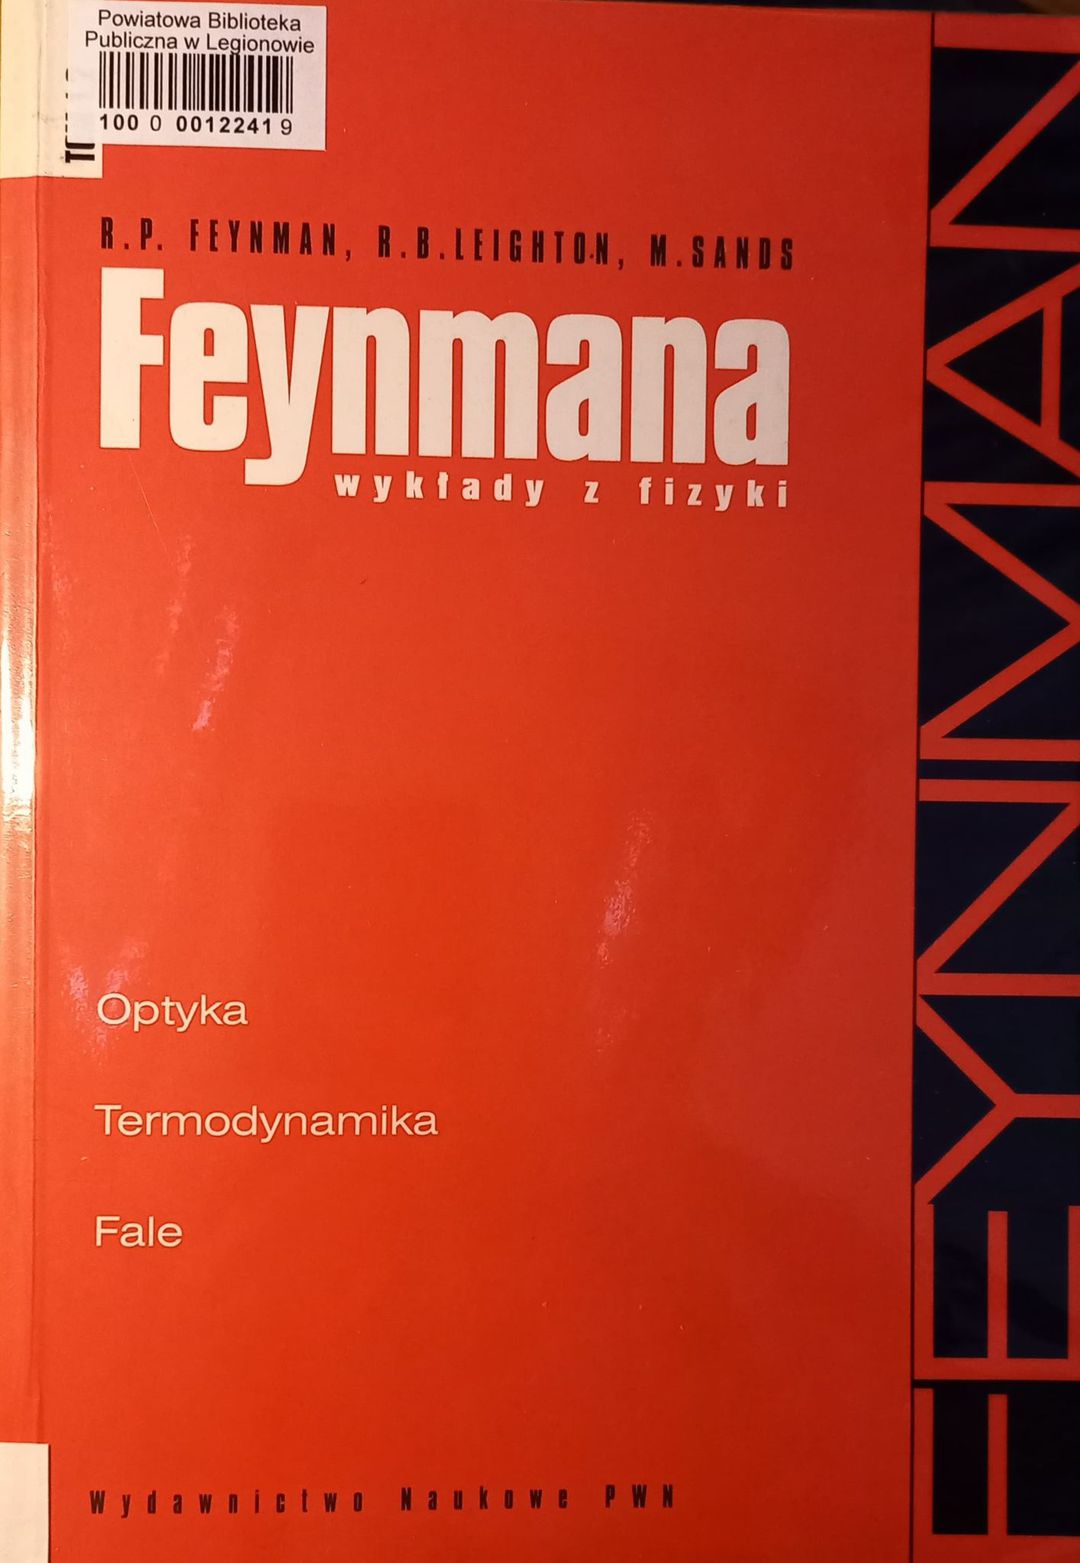 Powiatowa Biblioteka
Publiczna w Legionowie
100 0 0012241 9
R.P. FEYNMAN, R.B.LEIGHTON, M.SANDS
Feynmana
wykłady z fizyki
Optyka
Termodynamika
Fale
Wydawnictwo Naukowe PWN
FEYNMAN